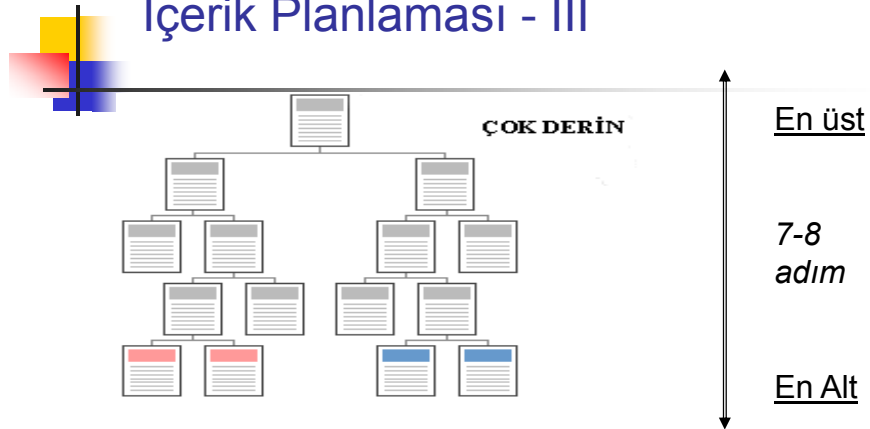 İçerik Planlaması - III
ÇOK DERİN
En üst
7-8
adım
En Alt